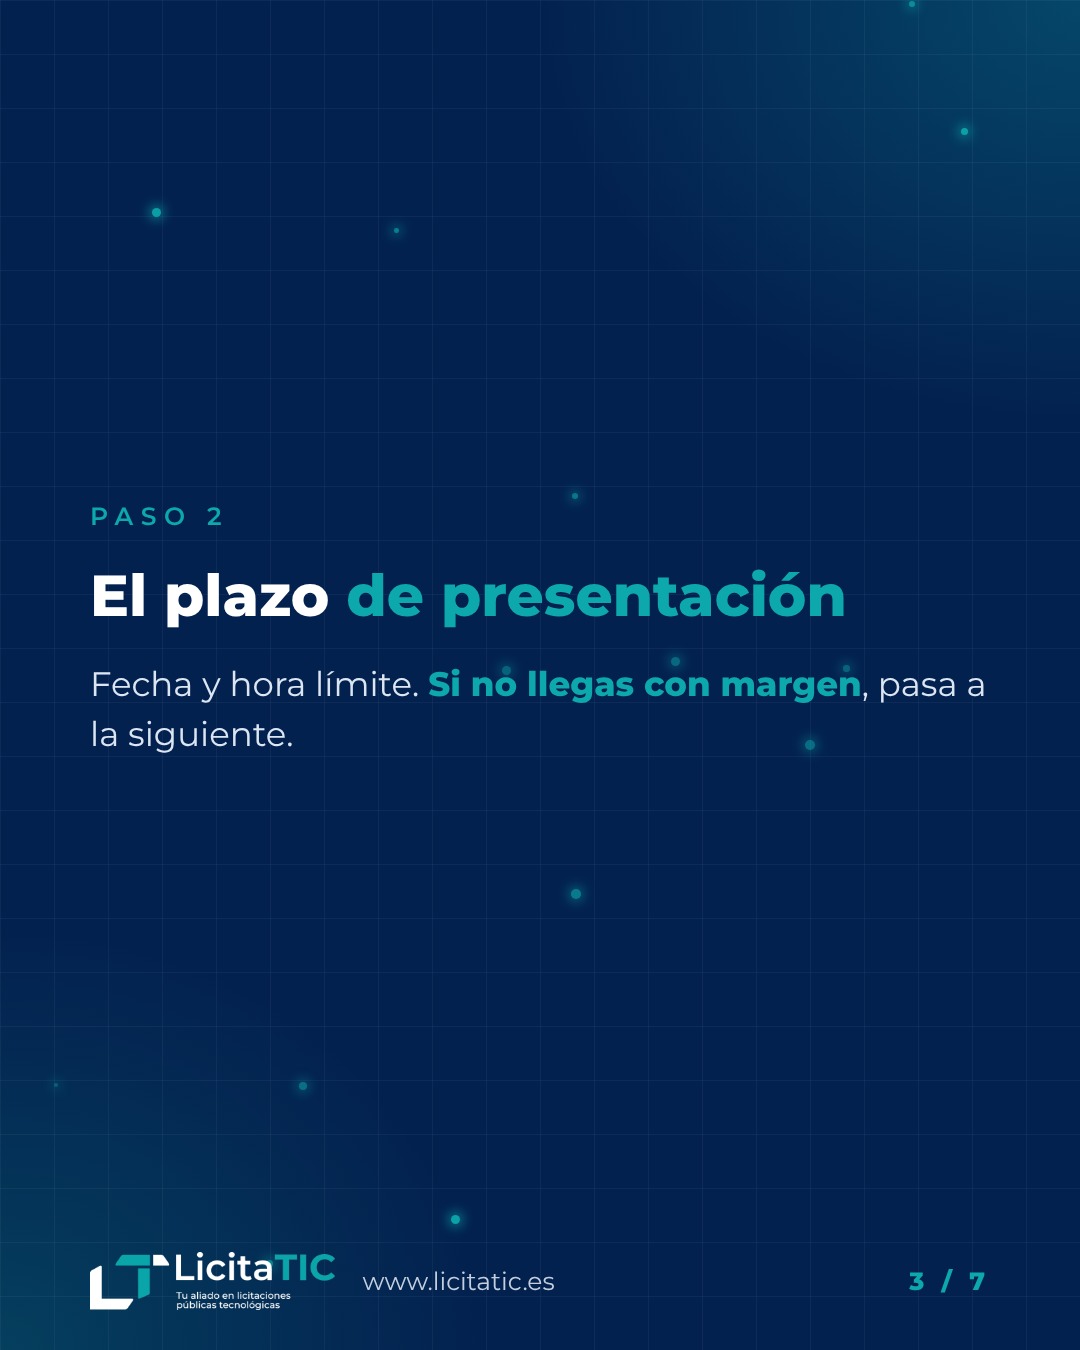 PASO 2
El plazo de presentación
Fecha y hora límite. Si no llegas con margen, pasa a
la siguiente.
LicitaTIC
Tu aliado en licitaciones
públicas tecnológicas
www.licitatic.es
3 / 7